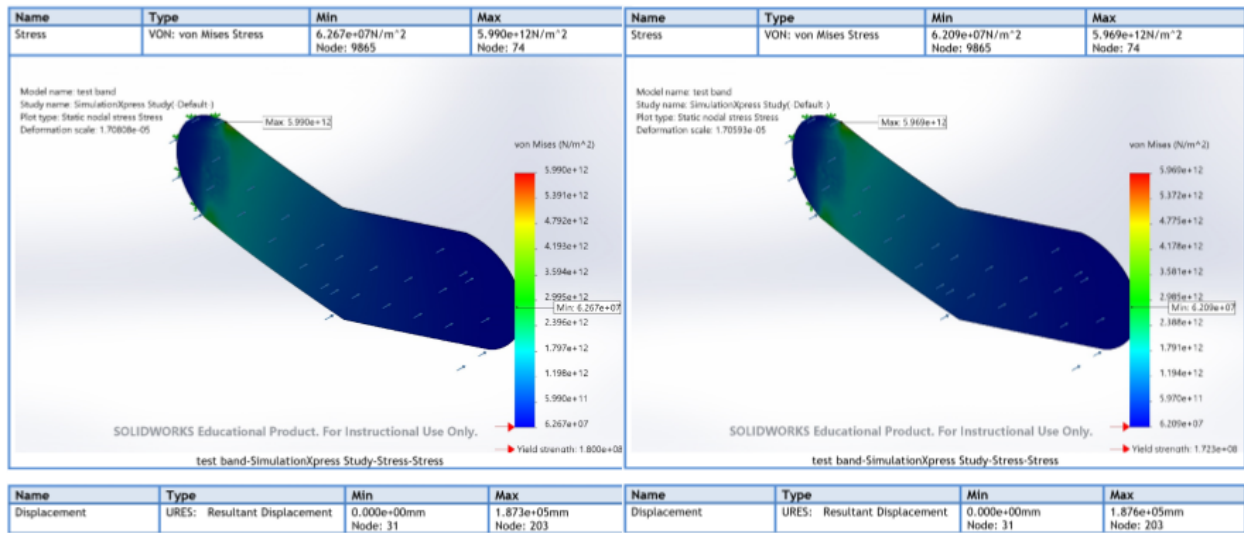 Name Type Min Max
Stress VON: von Mises Stress 6.267e+07N/m^2 5.990e+12N/m^2
Node: 9865 Node: 74
Model name: test band
Study name: SimulationXpress Study(-Default-)
Plot type: Static nodal stress Stress
Deformation scale: 1.70808e-05
Max: 5.990e+12
von Mises (N/m^2)
5.990e+12
5.391e+12
4.792e+12
4.193e+12
3.594e+12
2.995e+12
Min: 6.267e+07
2.396e+12
1.797e+12
1.198e+12
5.990e+11
6.267e+07
SOLIDWORKS Educational Product. For Instructional Use Only.
Yield strength: 1.800e+08
test band-SimulationXpress Study-Stress-Stress
Name Type Min Max
Displacement URES: Resultant Displacement 0.000e+00mm 1.873e+05mm
Node: 31 Node: 203
Name Type Min Max
Stress VON: von Mises Stress 6.209e+07N/m^2 5.969e+12N/m^2
Node: 9865 Node: 74
Model name: test band
Study name: SimulationXpress Study(-Default-)
Plot type: Static nodal stress Stress
Deformation scale: 1.70593e-05
Max: 5.969e+12
von Mises (N/m^2)
5.969e+12
5.372e+12
4.775e+12
4.178e+12
3.581e+12
2.985e+12
Min: 6.209e+07
2.388e+12
1.791e+12
1.194e+12
5.970e+11
6.209e+07
SOLIDWORKS Educational Product. For Instructional Use Only.
Yield strength: 1.723e+08
test band-SimulationXpress Study-Stress-Stress
Name Type Min Max
Displacement URES: Resultant Displacement 0.000e+00mm 1.876e+05mm
Node: 31 Node: 203